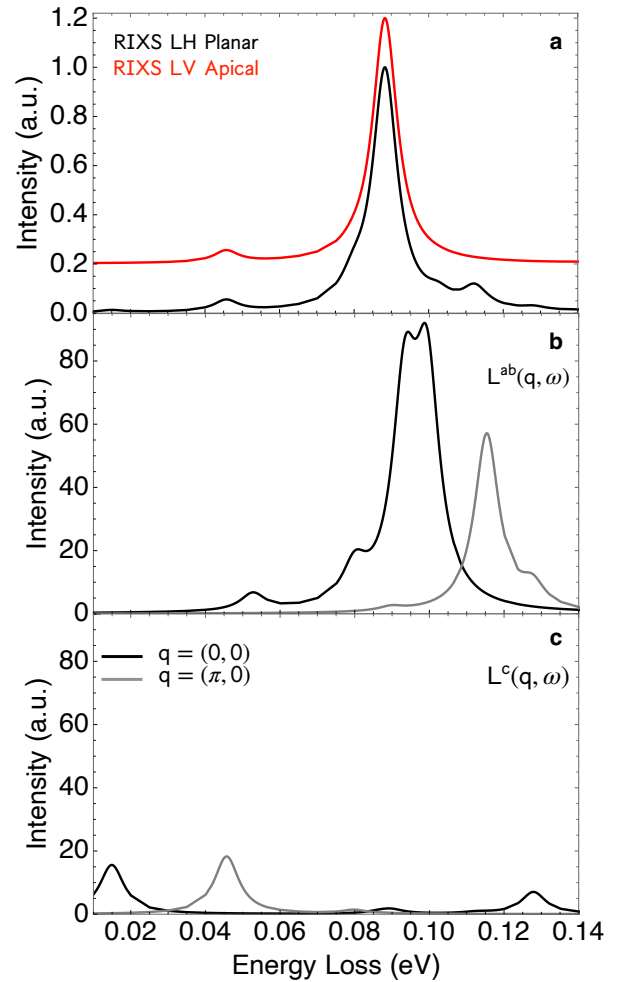 1.2
a
RIXS LH Planar
RIXS LV Apical
1.0
0.8
0.6
0.4
0.2
0.0
Intensity (a.u.)
b
L^{ab}(q, ω)
80
60
40
20
0
Intensity (a.u.)
c
q = (0, 0)
q = (π, 0)
L^{c}(q, ω)
80
60
40
20
0
Intensity (a.u.)
0.02 0.04 0.06 0.08 0.10 0.12 0.14
Energy Loss (eV)